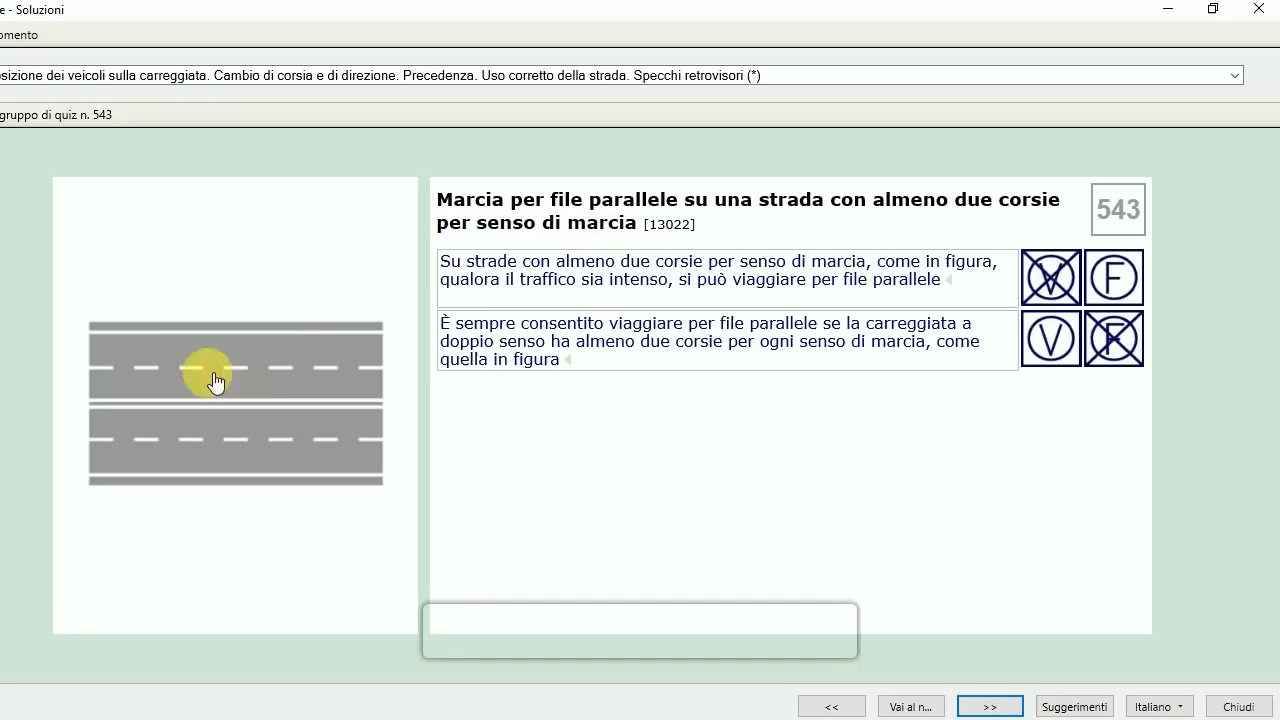 e - Soluzioni
omento
sizione dei veicoli sulla carreggiata. Cambio di corsia e di direzione. Precedenza. Uso corretto della strada. Specchi retrovisori (*)
gruppo di quiz n. 543
Marcia per file parallele su una strada con almeno due corsie
per senso di marcia [13022]
543
Su strade con almeno due corsie per senso di marcia, come in figura,
qualora il traffico sia intenso, si può viaggiare per file parallele
V F
È sempre consentito viaggiare per file parallele se la carreggiata a
doppio senso ha almeno due corsie per ogni senso di marcia, come
quella in figura
V F
<< Vai al n... >> Suggerimenti Italiano Chiudi